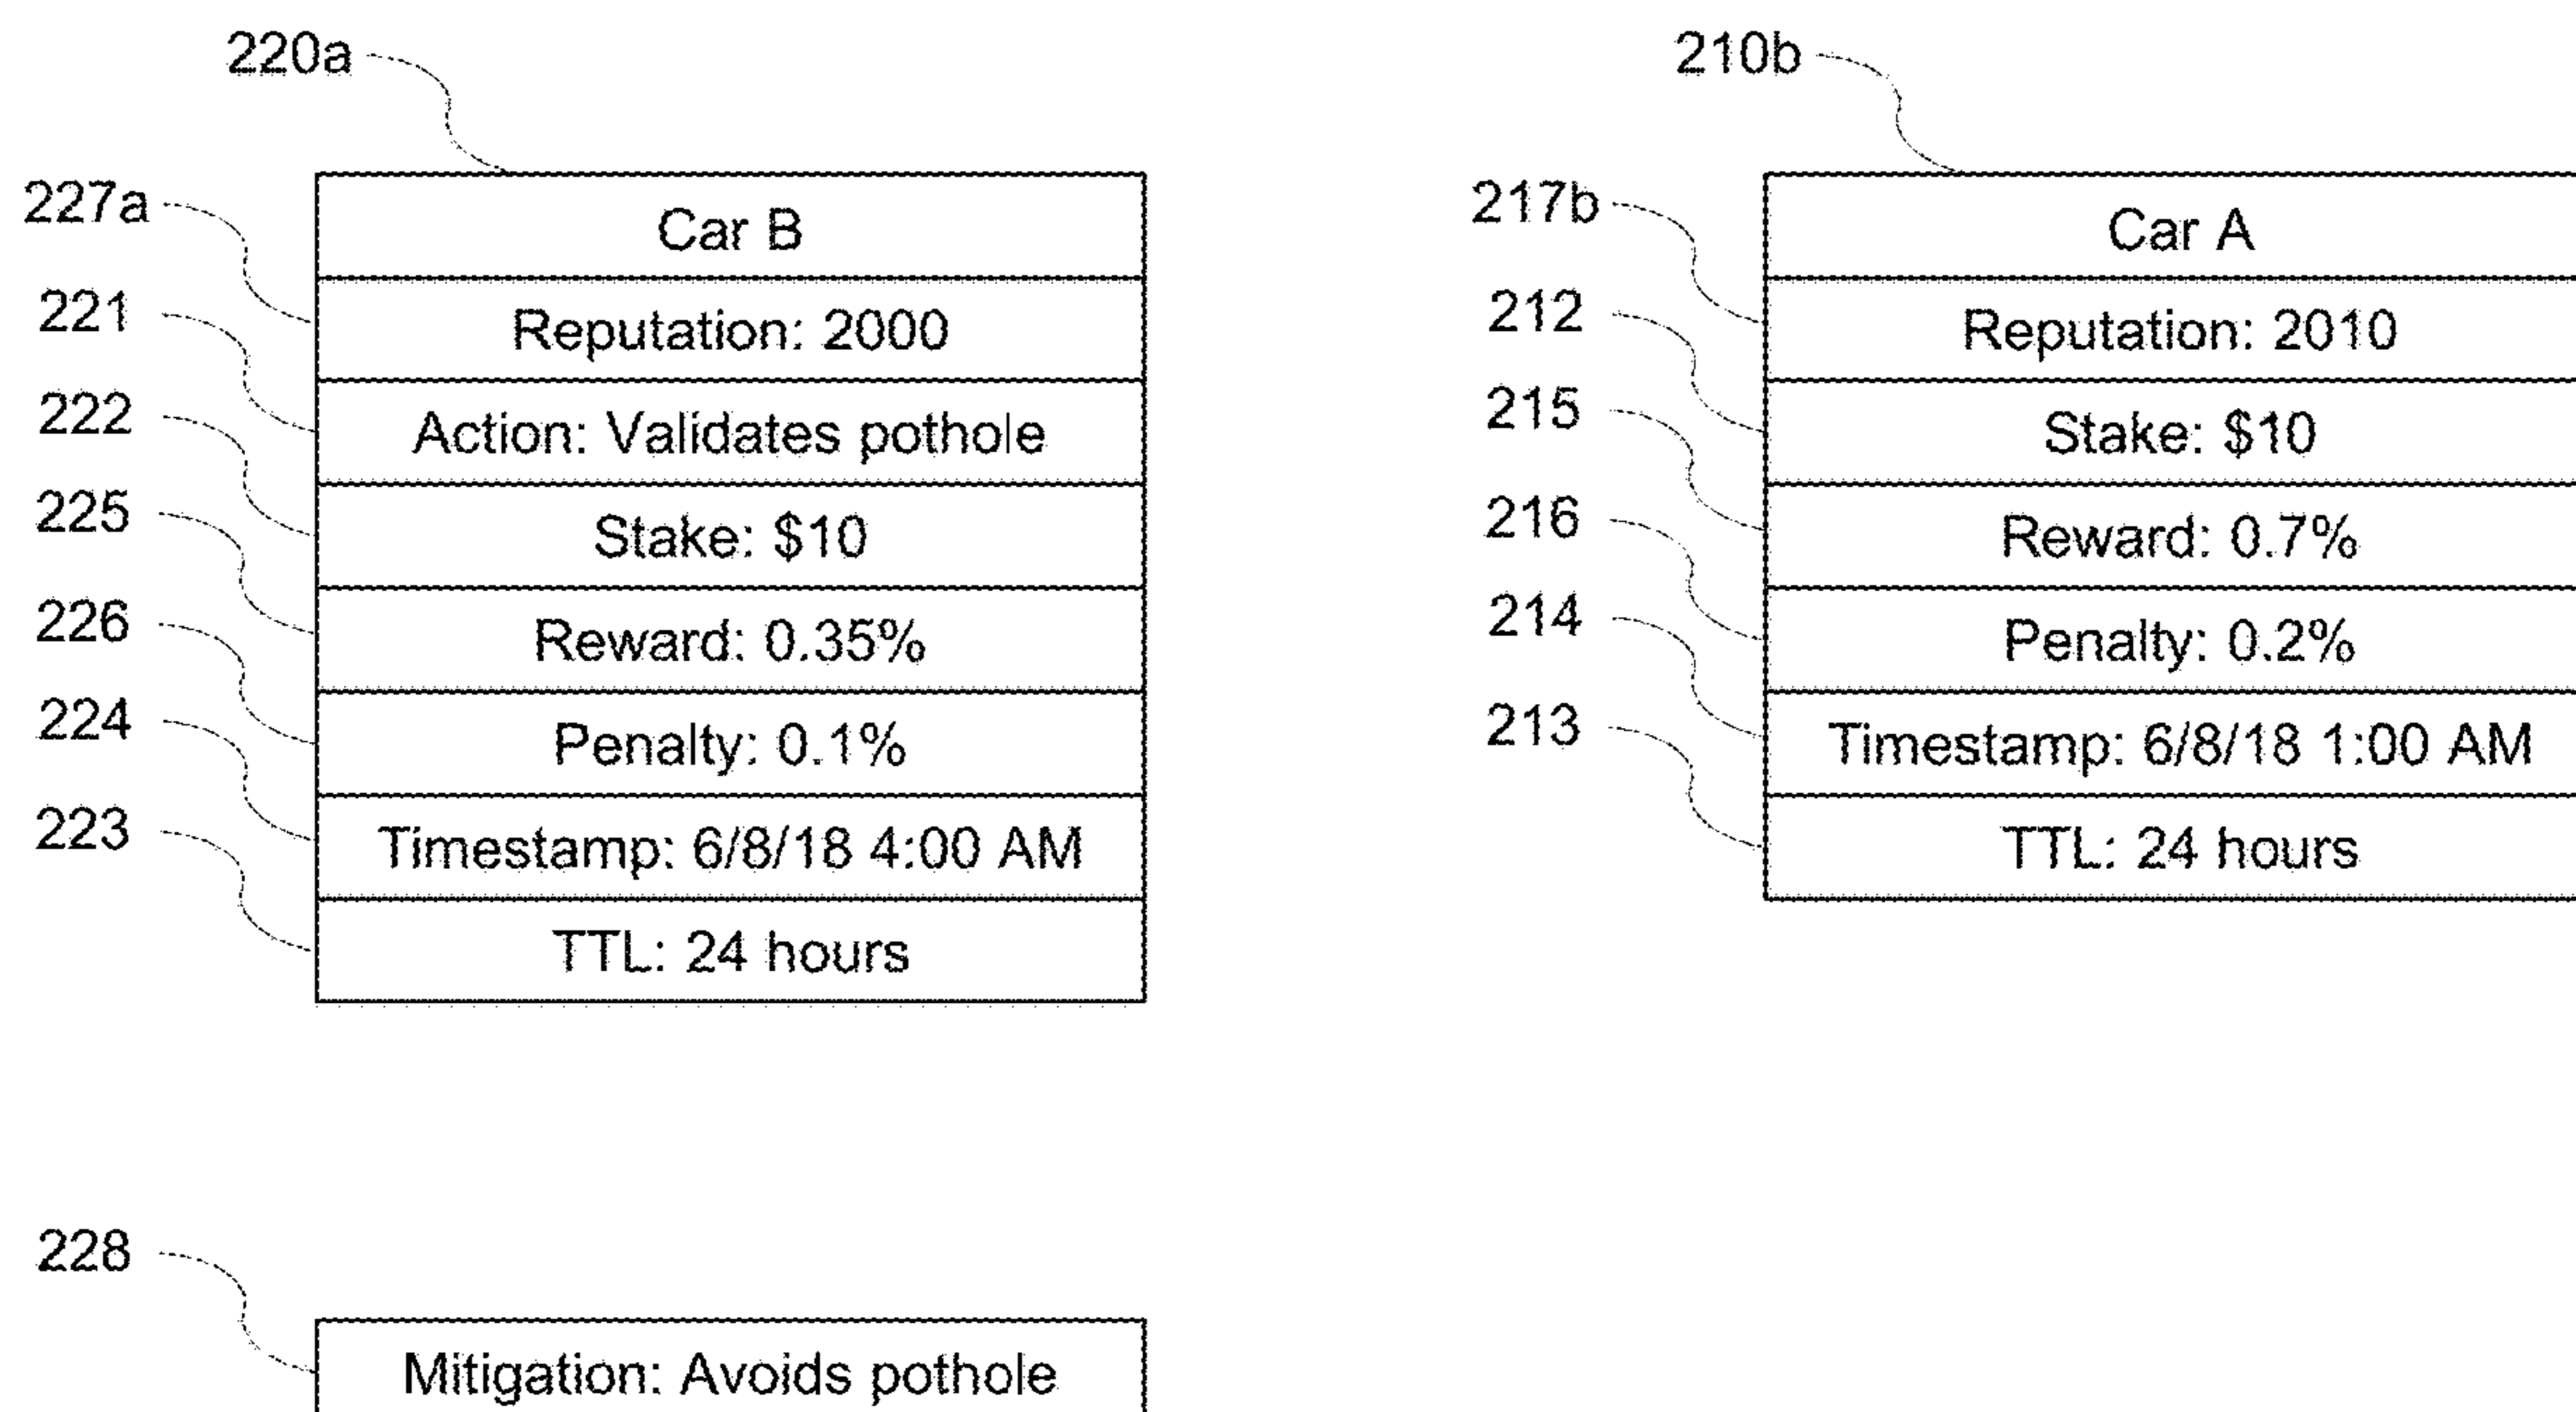 220a
227a
221
222
225
226
224
223
Car B
Reputation: 2000
Action: Validates pothole
Stake: $10
Reward: 0.35%
Penalty: 0.1%
Timestamp: 6/8/18 4:00 AM
TTL: 24 hours
228
Mitigation: Avoids pothole
210b
217b
212
215
216
214
213
Car A
Reputation: 2010
Stake: $10
Reward: 0.7%
Penalty: 0.2%
Timestamp: 6/8/18 1:00 AM
TTL: 24 hours